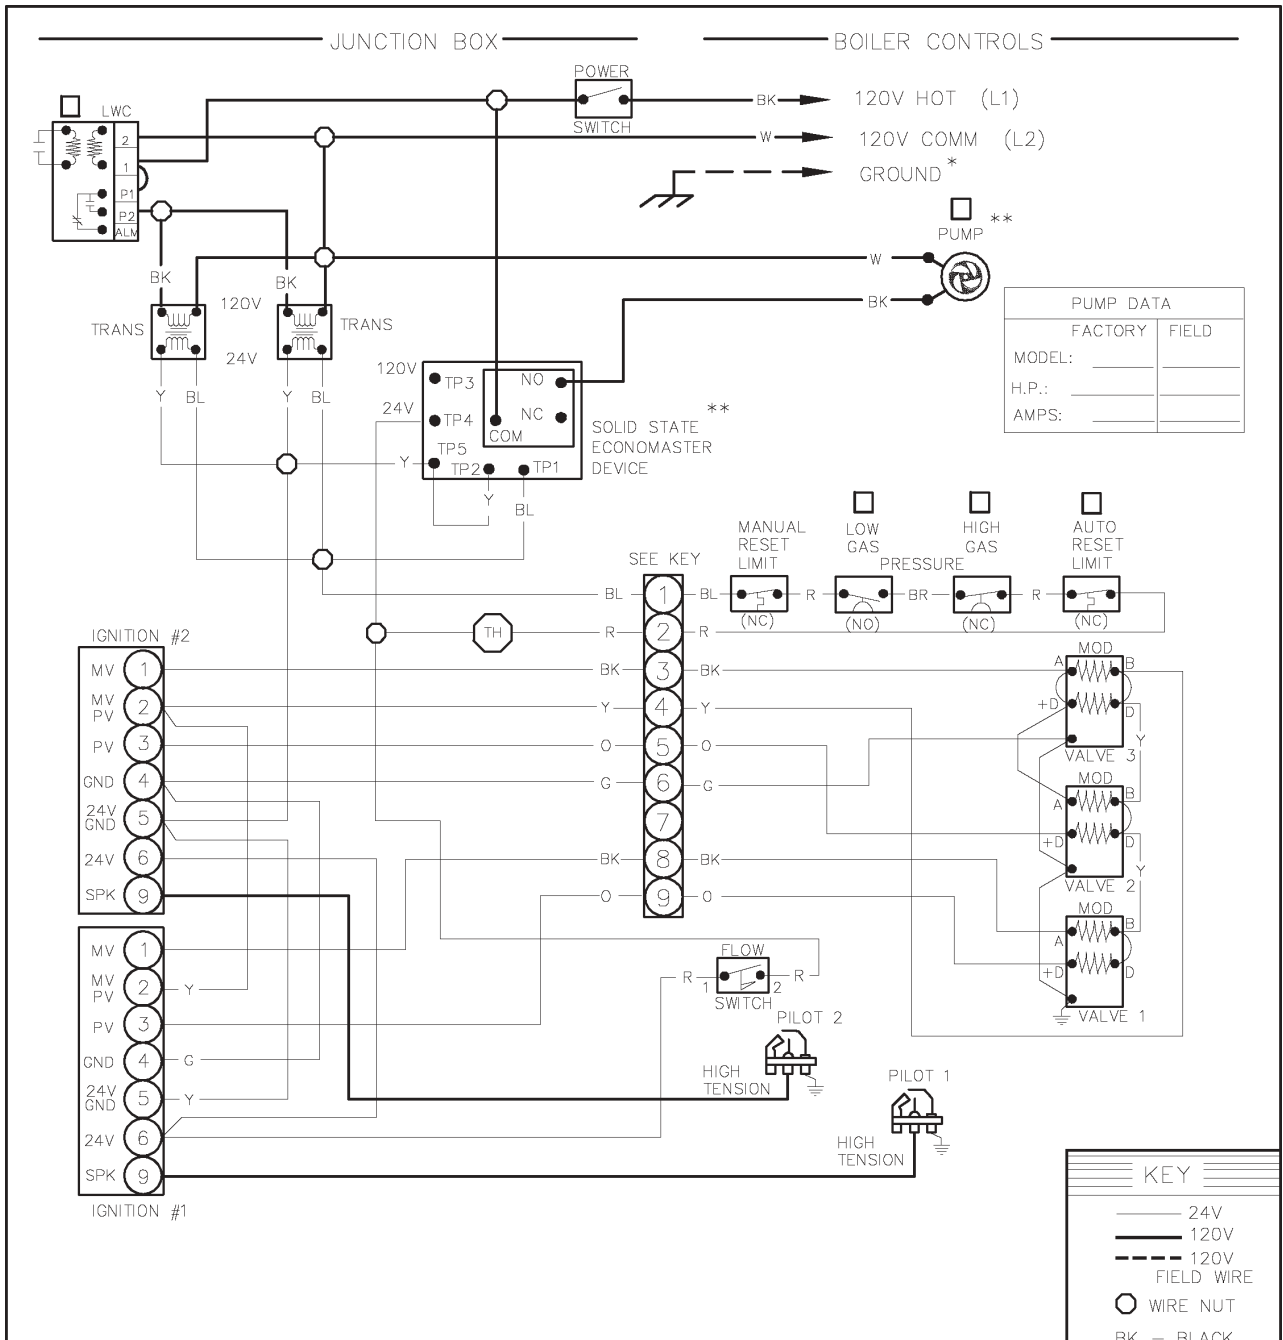 JUNCTION BOX
BOILER CONTROLS
POWER
SWITCH
BK
120V HOT (L1)
LWC
2
1
P1
P2
ALM
W
120V COMM (L2)
GROUND *
PUMP **
W
BK
BK
BK
120V
TRANS
TRANS
24V
Y
BL
Y
BL
PUMP DATA
FACTORY FIELD
MODEL:
H.P.:
AMPS:
120V
TP3
NO
24V
TP4
NC
COM
TP5
Y
TP2
TP1
Y
BL
SOLID STATE **
ECONOMASTER
DEVICE
MANUAL
RESET
LIMIT
LOW
GAS
HIGH
GAS
PRESSURE
AUTO
RESET
LIMIT
SEE KEY
BL 1 BL
R
BR
R
(NC)
(NO)
(NC)
(NC)
TH
R 2 R
BK 3 BK
Y 4 Y
O 5 O
G 6 G
7
BK 8 BK
O 9 O
IGNITION #2
MV 1
MV
PV 2
PV 3
GND 4
24V
GND 5
24V 6
SPK 9
MV 1
MV
PV 2
Y
PV 3
GND 4
G
24V
GND 5
Y
24V 6
SPK 9
IGNITION #1
MOD
A
B
+D
D
Y
VALVE 3
MOD
A
B
+D
D
Y
VALVE 2
MOD
A
B
+D
D
VALVE 1
FLOW
R
1
2
R
SWITCH
PILOT 2
HIGH
TENSION
PILOT 1
HIGH
TENSION
KEY
24V
120V
120V
FIELD WIRE
WIRE NUT
BK – BLACK